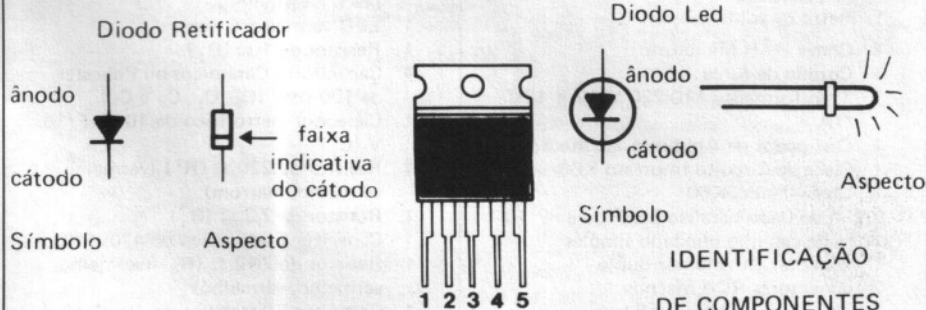 Diodo Retificador
ânodo
cátodo
faixa
indicativa
do cátodo
Símbolo
Aspecto
1 2 3 4 5
Diodo Led
ânodo
cátodo
Aspecto
Símbolo
IDENTIFICAÇÃO
DE COMPONENTES